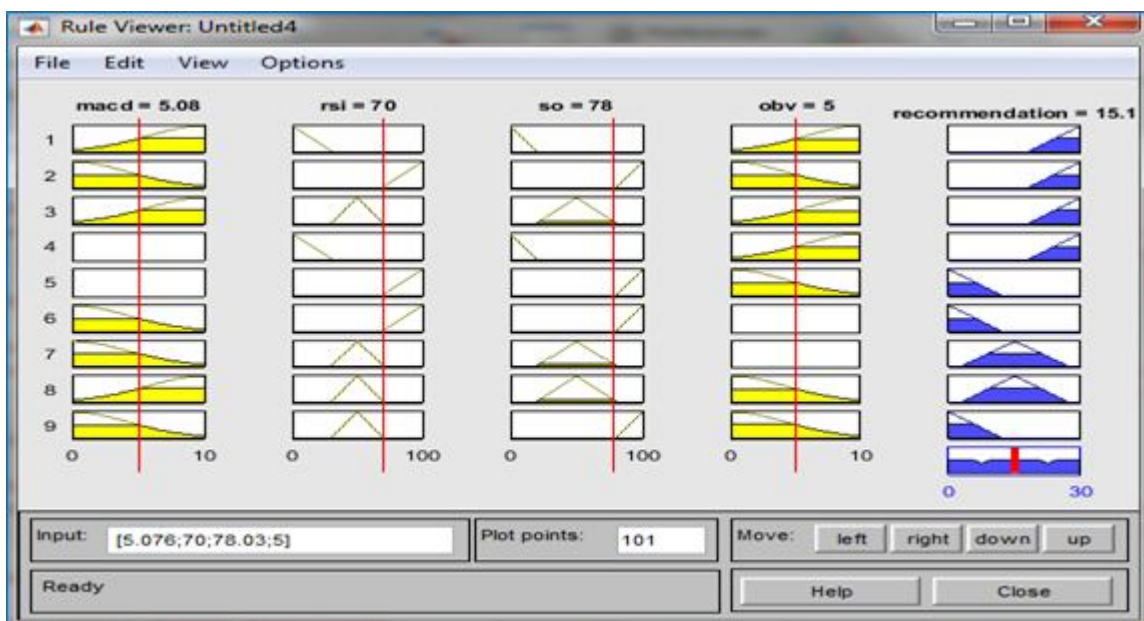 Rule Viewer: Untitled4
File Edit View Options
macd = 5.08 rsi = 70 so = 78 obv = 5 recommendation = 15.1
1
2
3
4
5
6
7
8
9
0 10 0 100 0 100 0 10
0 30
Input: [5.076;70;78.03;5] Plot points: 101 Move: left right down up
Ready Help Close